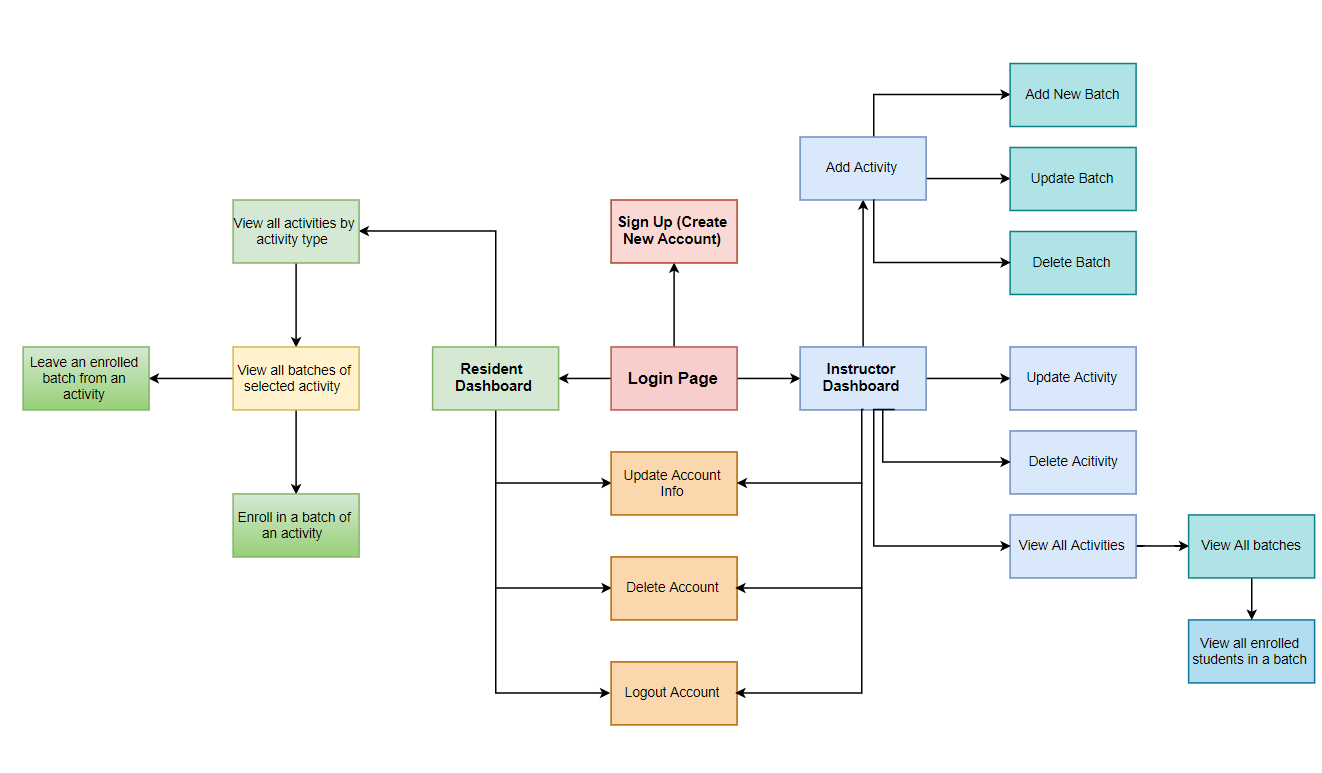 Add New Batch
Add Activity
Update Batch
View all activities by
activity type
Sign Up (Create
New Account)
Delete Batch
Leave an enrolled
batch from an
activity
View all batches of
selected activity
Resident
Dashboard
Login Page
Instructor
Dashboard
Update Activity
Update Account
Info
Delete Acitivity
Enroll in a batch of
an activity
View All Activities
View All batches
Delete Account
View all enrolled
students in a batch
Logout Account